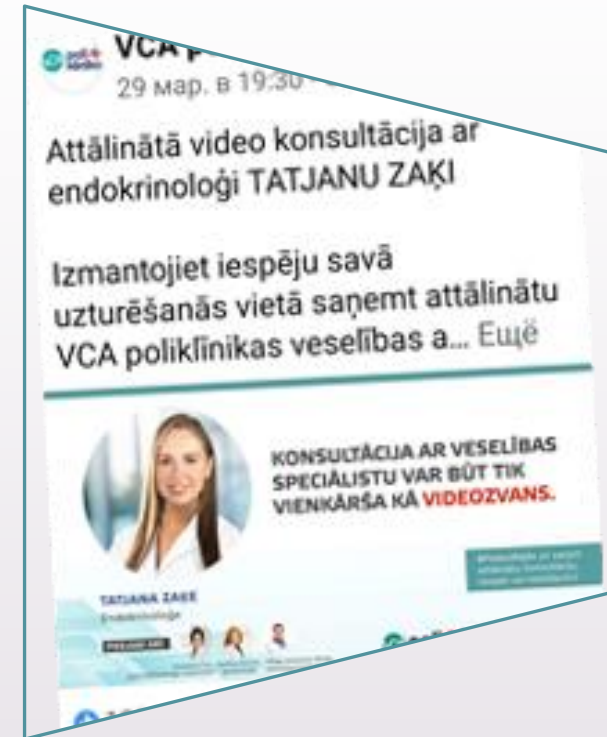 VCA
29 мар. в 19:30
Attālinātā video konsultācija ar
endokrinoloģi TATJANU ZAĶI
Izmantojiet iespēju savā
uzturēšanās vietā saņemt attālinātu
VCA poliklīnikas veselības a... Ещё
KONSULTĀCIJA AR VESELĪBAS
SPECIĀLISTU VAR BŪT TIK
VIENKĀRŠA KĀ VIDEOZVANS.
TATJANA ZAĶE
Endokrinoloģe